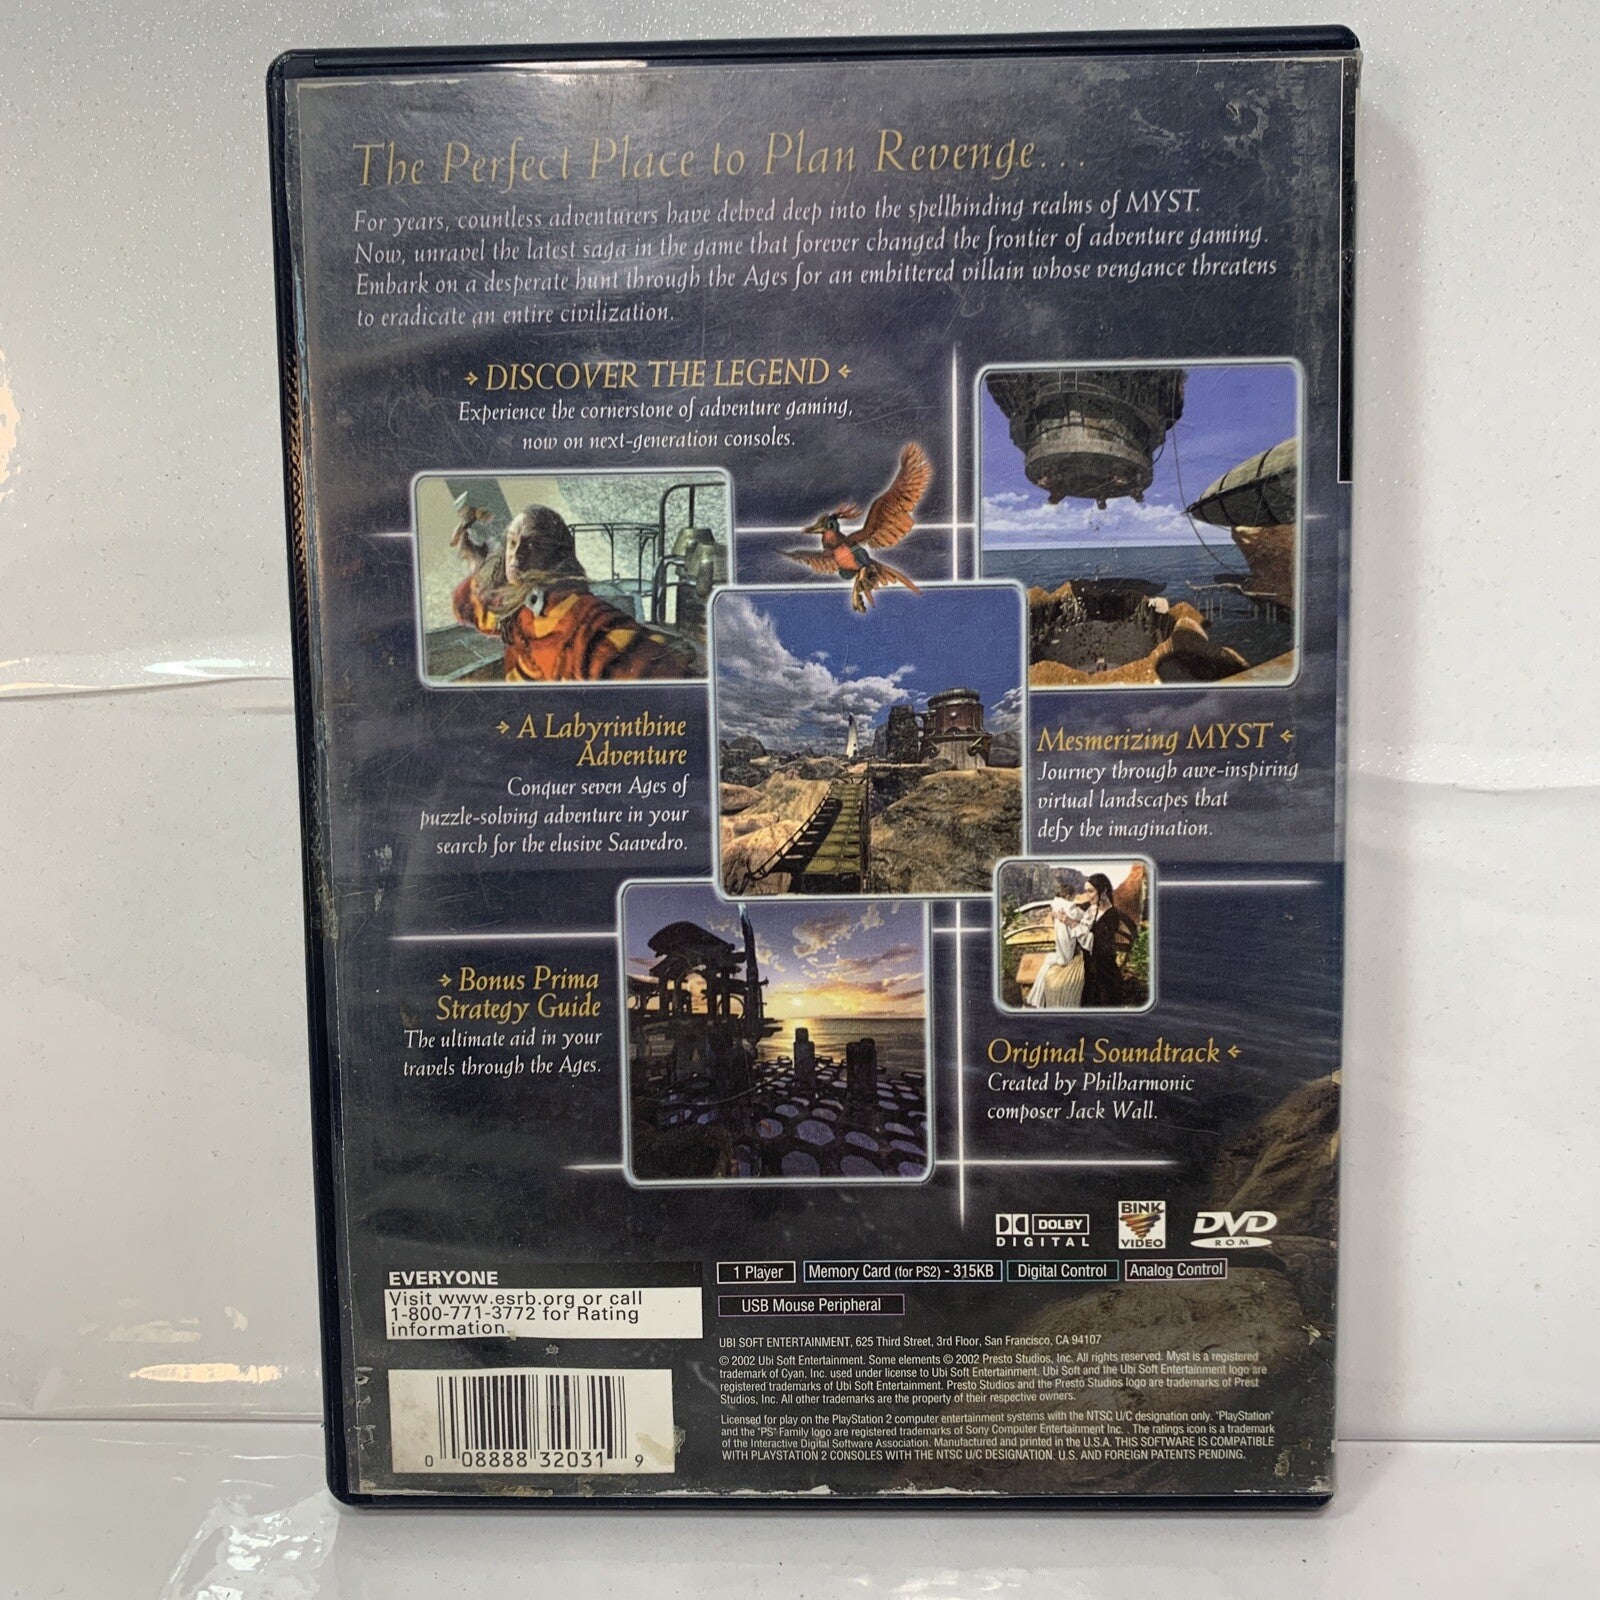 The Perfect Place to Plan Revenge...
For years, countless adventurers have delved deep into the spellbinding realms of MYST.
Now, unravel the latest saga in the game that forever changed the frontier of adventure gaming.
Embark on a desperate hunt through the Ages for an embittered villain whose vengance threatens
to eradicate an entire civilization.
DISCOVER THE LEGEND
Experience the cornerstone of adventure gaming,
now on next-generation consoles.
A Labyrinthine
Adventure
Conquer seven Ages of
puzzle-solving adventure in your
search for the elusive Saavedro.
Mesmerizing MYST
Journey through awe-inspiring
virtual landscapes that
defy the imagination.
Bonus Prima
Strategy Guide
The ultimate aid in your
travels through the Ages.
Original Soundtrack
Created by Philharmonic
composer Jack Wall.
DOLBY
DIGITAL
BINK
VIDEO
DVD
ROM
EVERYONE
Visit www.esrb.org or call
1-800-771-3772 for Rating
information.
1 Player
Memory Card (for PS2) - 315KB
Digital Control
Analog Control
USB Mouse Peripheral
UBI SOFT ENTERTAINMENT, 625 Third Street, 3rd Floor, San Francisco, CA 94107
© 2002 Ubi Soft Entertainment. Some elements © 2002 Presto Studios, Inc. All rights reserved. Myst is a registered
trademark of Cyan, Inc. used under license to Ubi Soft Entertainment. Ubi Soft and the Ubi Soft Entertainment logo are
registered trademarks of Ubi Soft Entertainment. Presto Studios and the Presto Studios logo are trademarks of Prest
Studios, Inc. All other trademarks are the property of their respective owners.
Licensed for play on the PlayStation 2 computer entertainment systems with the NTSC U/C designation only. "PlayStation"
and the "PS" Family logo are registered trademarks of Sony Computer Entertainment Inc. . The ratings icon is a trademark
of the Interactive Digital Software Association. Manufactured and printed in the U.S.A. THIS SOFTWARE IS COMPATIBLE
WITH PLAYSTATION 2 CONSOLES WITH THE NTSC U/C DESIGNATION. U.S. AND FOREIGN PATENTS PENDING.
0 08888 32031 9